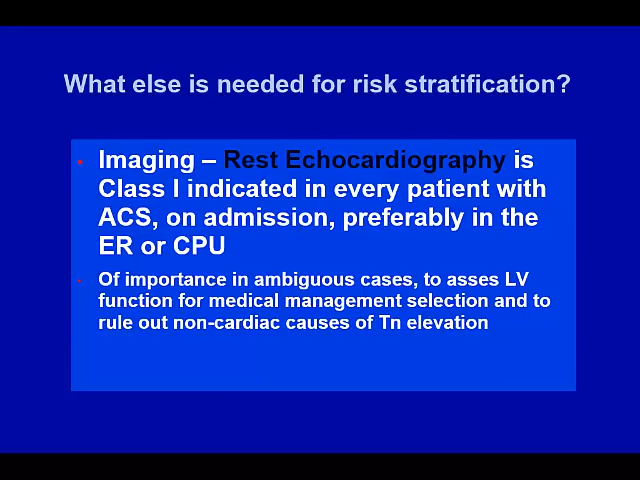 What else is needed for risk stratification?
• Imaging – Rest Echocardiography is
Class I indicated in every patient with
ACS, on admission, preferably in the
ER or CPU
• Of importance in ambiguous cases, to asses LV
function for medical management selection and to
rule out non-cardiac causes of Tn elevation